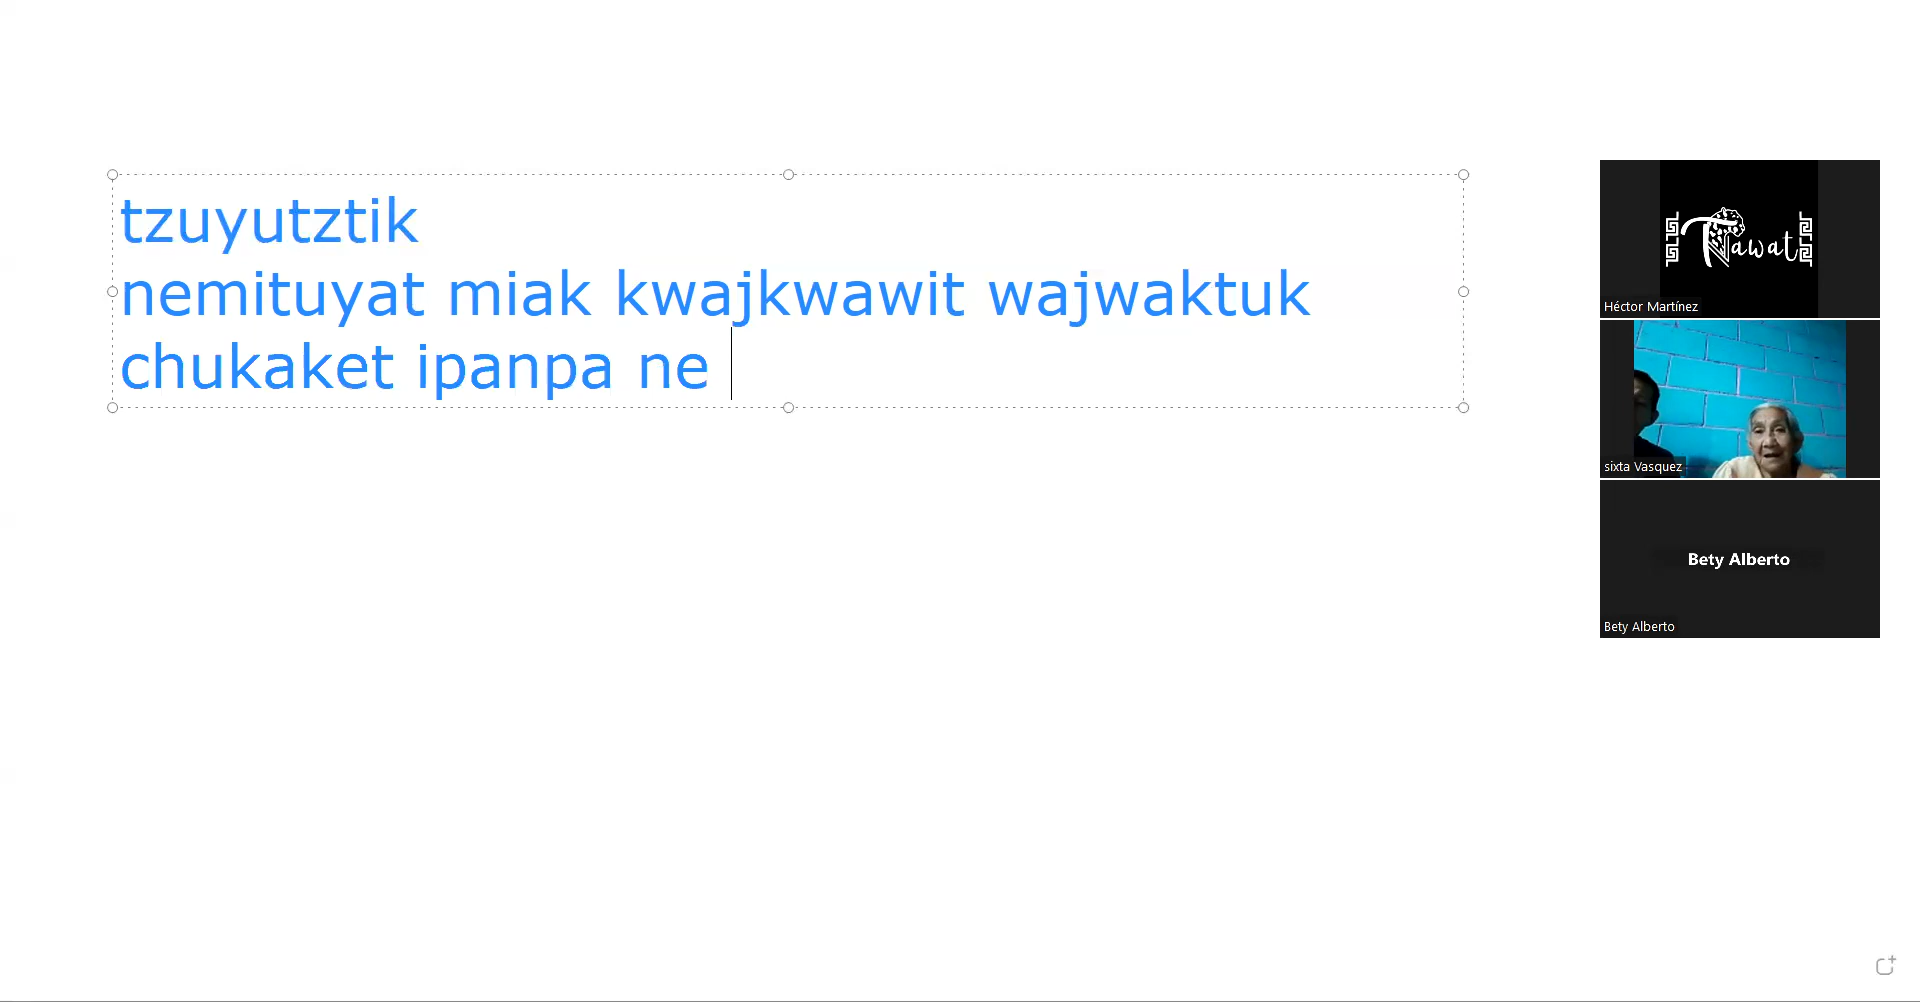 tzuyutztik
nemituyat miak kwajkwawit wajwaktuk
chukaket ipanpa ne
Nawat
Héctor Martínez
sixta Vasquez
Bety Alberto
Bety Alberto